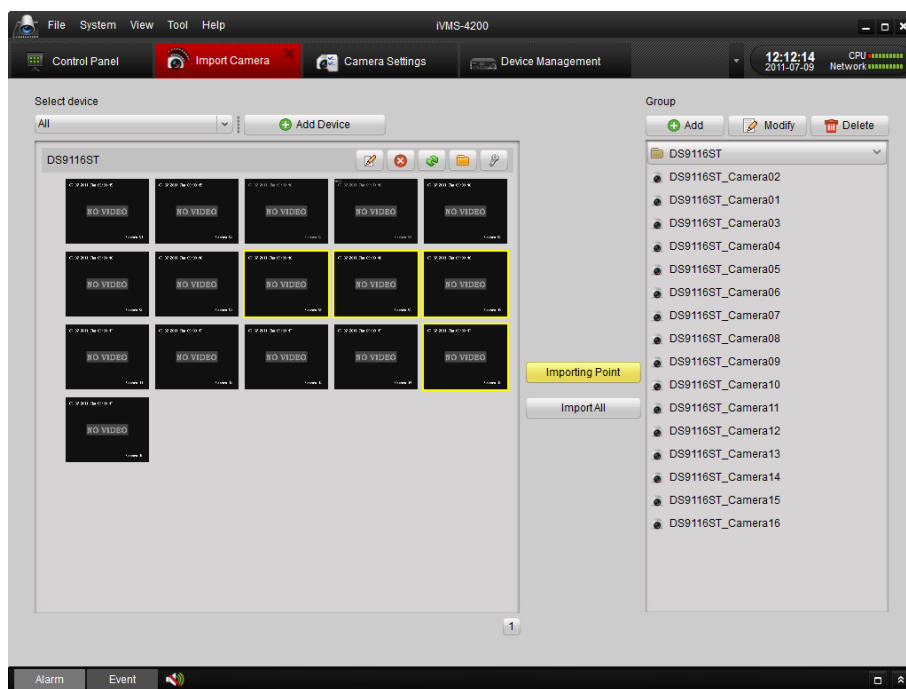 File System View Tool Help iVMS-4200
Control Panel Import Camera Camera Settings Device Management 12:12:14 CPU
2011-07-09 Network
Select device
All Add Device
DS9116ST
NO VIDEO NO VIDEO NO VIDEO NO VIDEO NO VIDEO
NO VIDEO NO VIDEO NO VIDEO NO VIDEO NO VIDEO
NO VIDEO NO VIDEO NO VIDEO NO VIDEO NO VIDEO
NO VIDEO
1
Importing Point
Import All
Group
Add Modify Delete
DS9116ST
DS9116ST_Camera02
DS9116ST_Camera01
DS9116ST_Camera03
DS9116ST_Camera04
DS9116ST_Camera05
DS9116ST_Camera06
DS9116ST_Camera07
DS9116ST_Camera08
DS9116ST_Camera09
DS9116ST_Camera10
DS9116ST_Camera11
DS9116ST_Camera12
DS9116ST_Camera13
DS9116ST_Camera14
DS9116ST_Camera15
DS9116ST_Camera16
Alarm Event